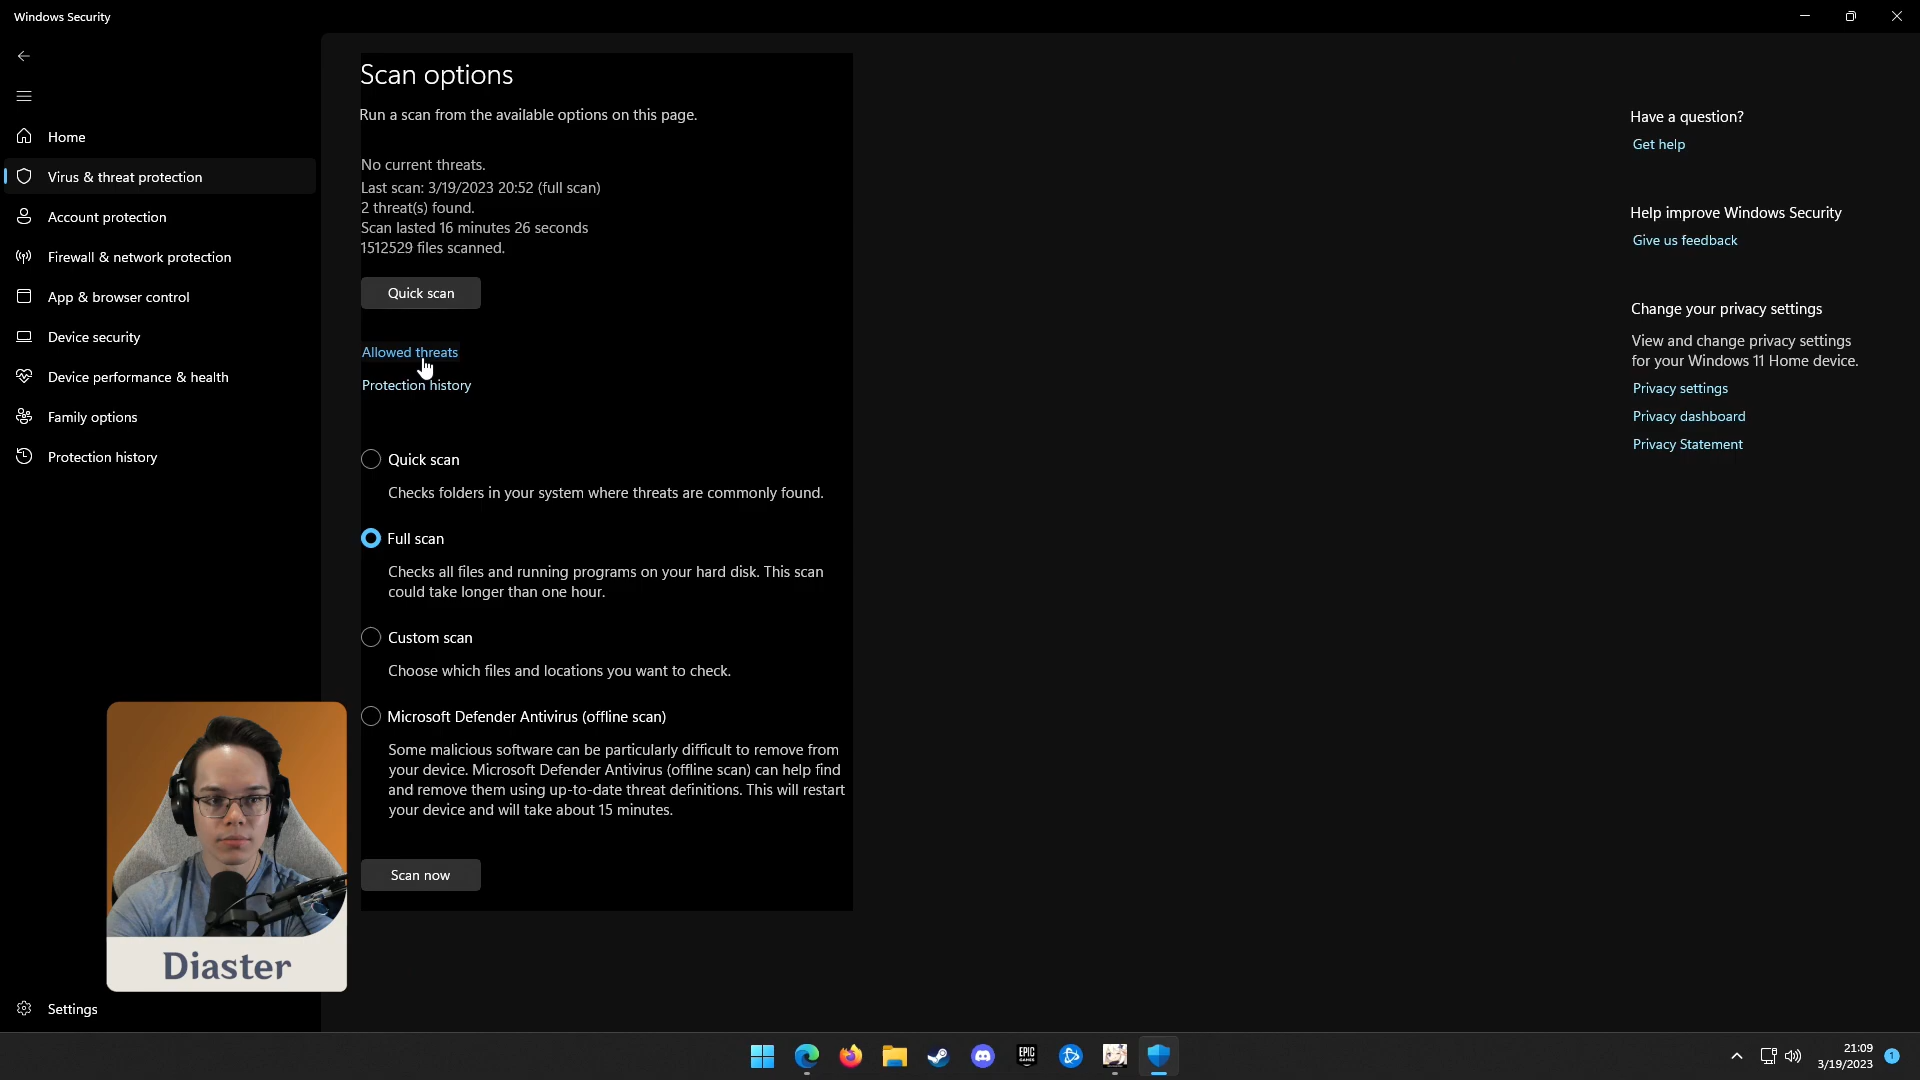 Windows Security
Home
Virus & threat protection
Account protection
Firewall & network protection
App & browser control
Device security
Device performance & health
Family options
Protection history
Settings
Scan options
Run a scan from the available options on this page.
No current threats.
Last scan: 3/19/2023 20:52 (full scan)
2 threat(s) found.
Scan lasted 16 minutes 26 seconds
1512529 files scanned.
Quick scan
Allowed threats
Protection history
Quick scan
Checks folders in your system where threats are commonly found.
Full scan
Checks all files and running programs on your hard disk. This scan
could take longer than one hour.
Custom scan
Choose which files and locations you want to check.
Microsoft Defender Antivirus (offline scan)
Some malicious software can be particularly difficult to remove from
your device. Microsoft Defender Antivirus (offline scan) can help find
and remove them using up-to-date threat definitions. This will restart
your device and will take about 15 minutes.
Scan now
Have a question?
Get help
Help improve Windows Security
Give us feedback
Change your privacy settings
View and change privacy settings
for your Windows 11 Home device.
Privacy settings
Privacy dashboard
Privacy Statement
Diaster
EPIC
GAMES
21:09
3/19/2023
1